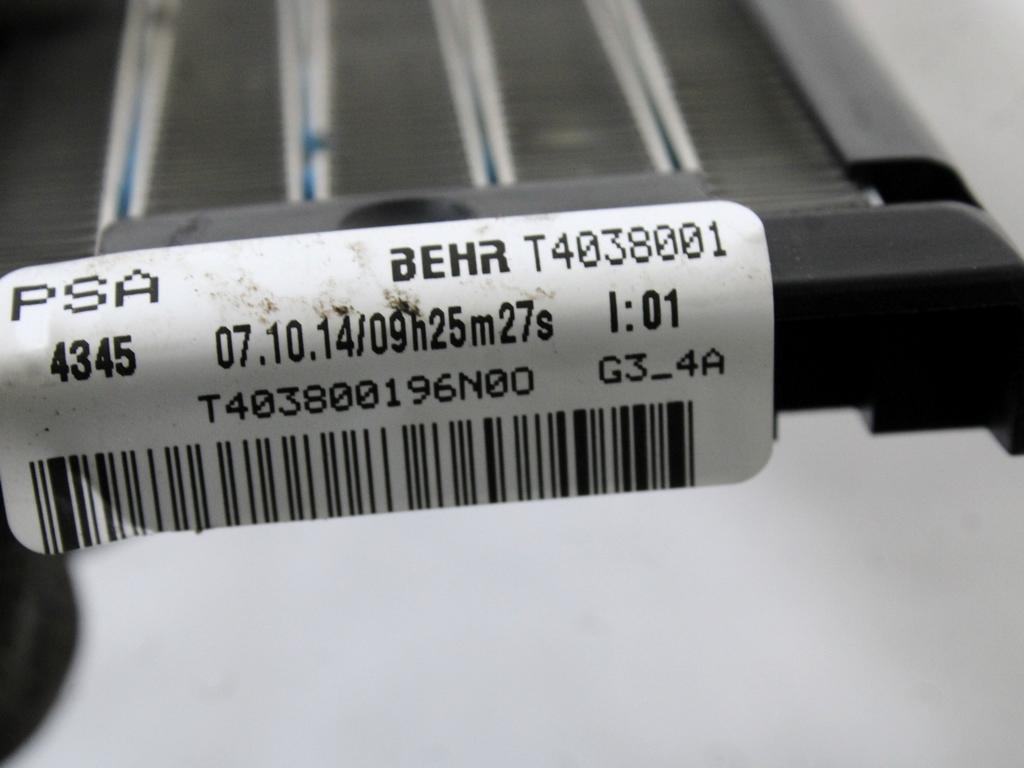 PSA BEHR T4038001
4345 07.10.14/09h25m27s I:01
T403800196N00 G3_4A